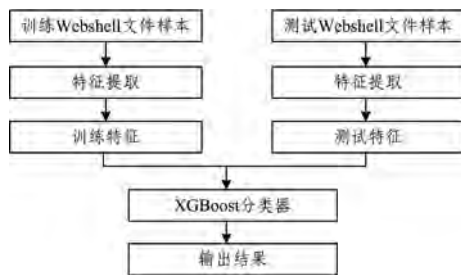 训练Webshell文件样本
测试Webshell文件样本
特征提取
特征提取
训练特征
测试特征
XGBoost分类器
输出结果